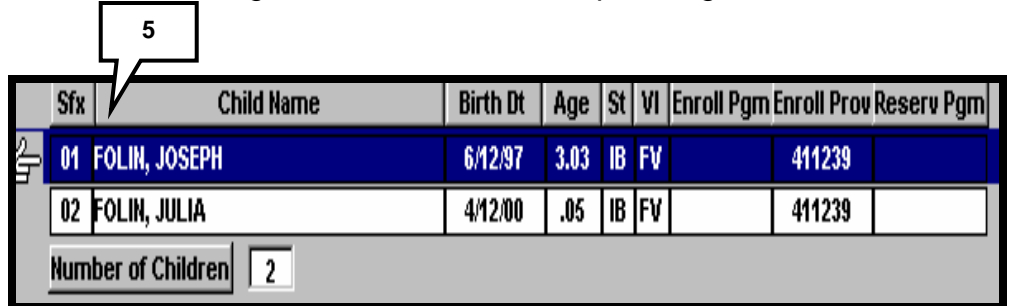 5
Sfx Child Name Birth Dt Age St VI Enroll Pgm Enroll Prov Reserv Pgm
01 FOLIN, JOSEPH 6/12/97 3.03 IB FV 411239
02 FOLIN, JULIA 4/12/00 .05 IB FV 411239
Number of Children 2